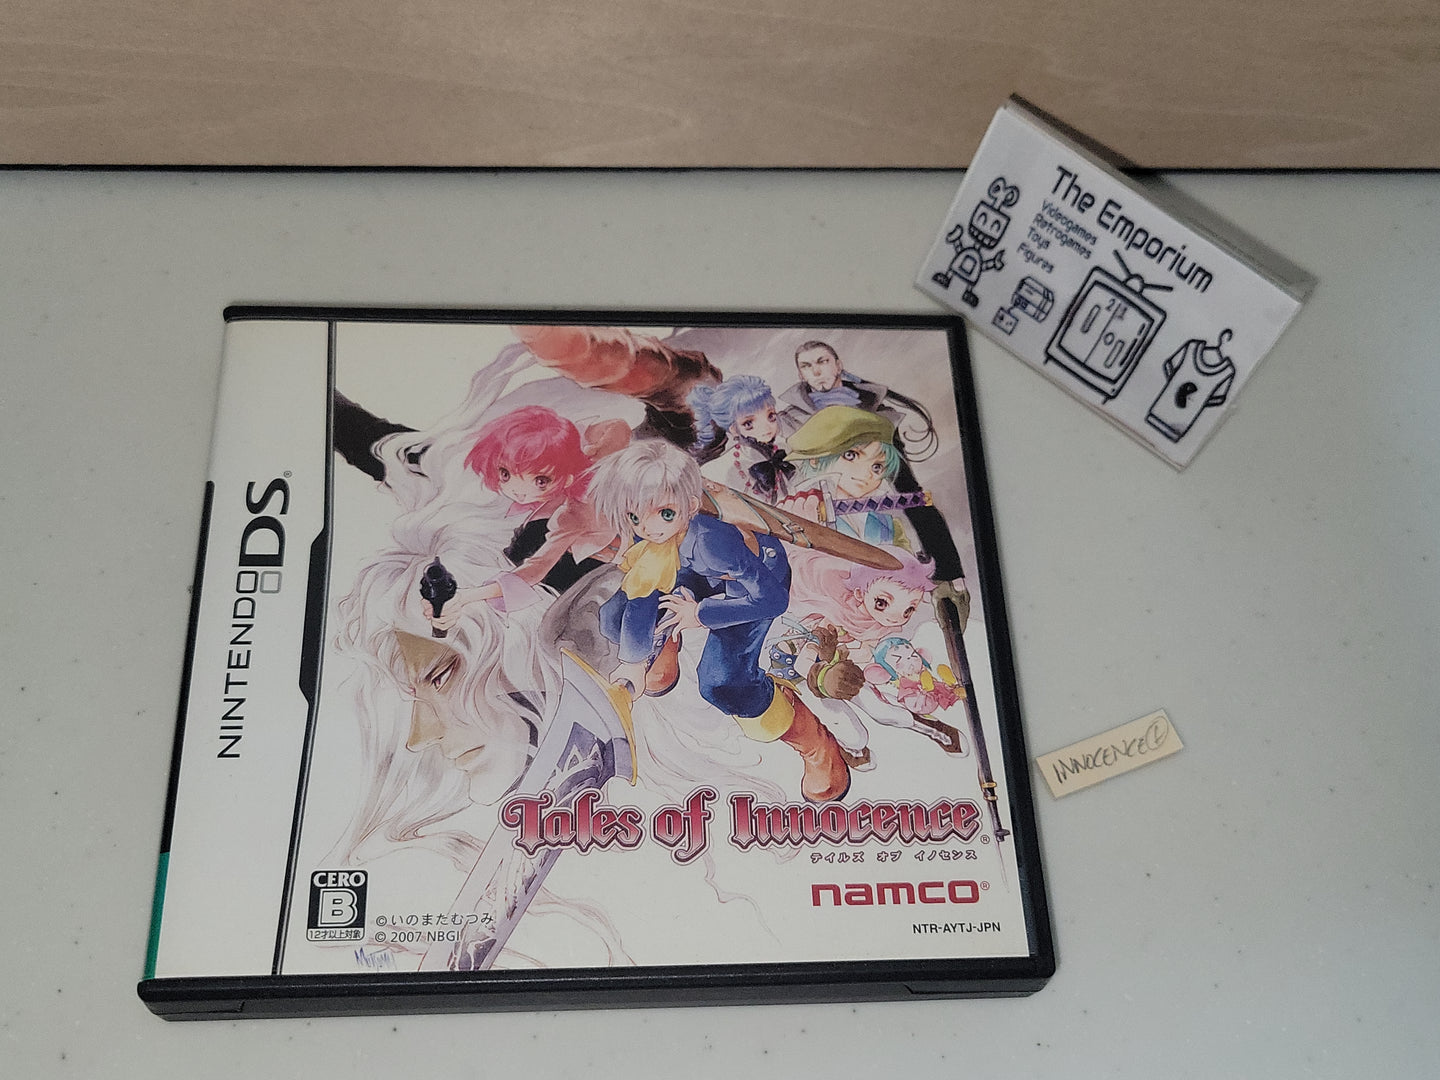 The Emporium
Videogames
Retrogames
Toys
Figures
NINTENDO DS®
Tales of Innocence®
テイルズ オブ イノセンス
namco®
NTR-AYTJ-JPN
CERO
B
12才以上対象
©いのまたむつみ
© 2007 NBGI
INNOCENCE